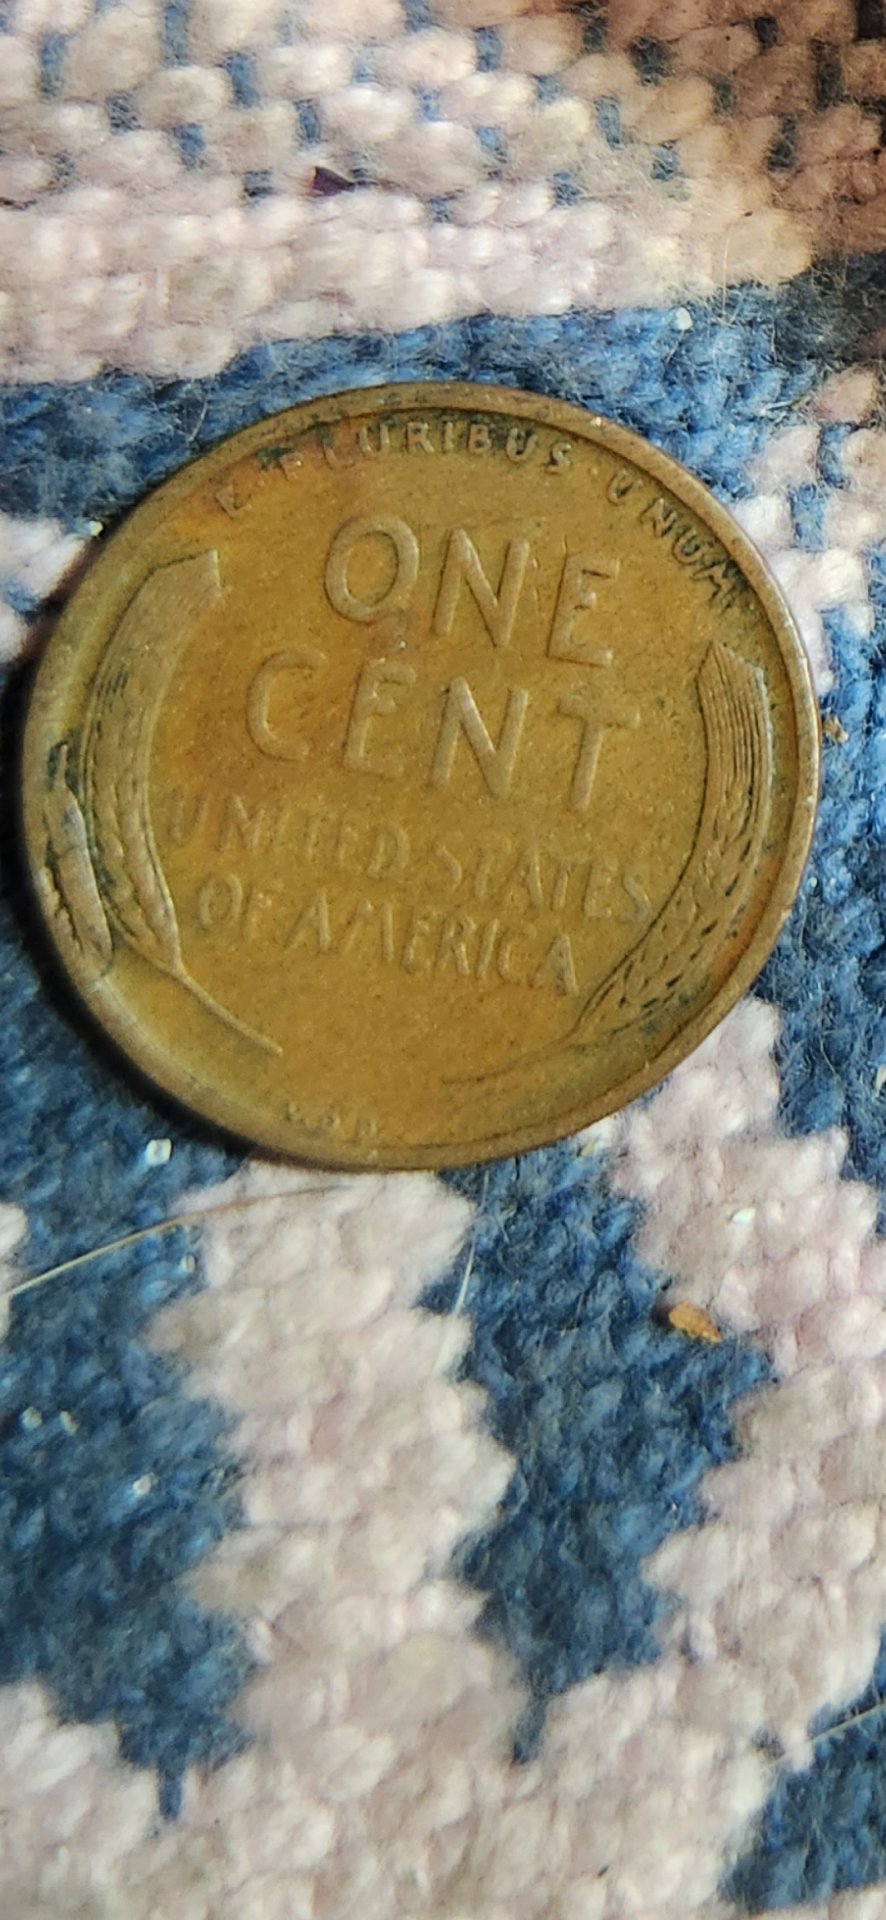 E·PLURIBUS·UNUM
ONE
CENT
UNITED STATES
OF AMERICA
V.D.B.